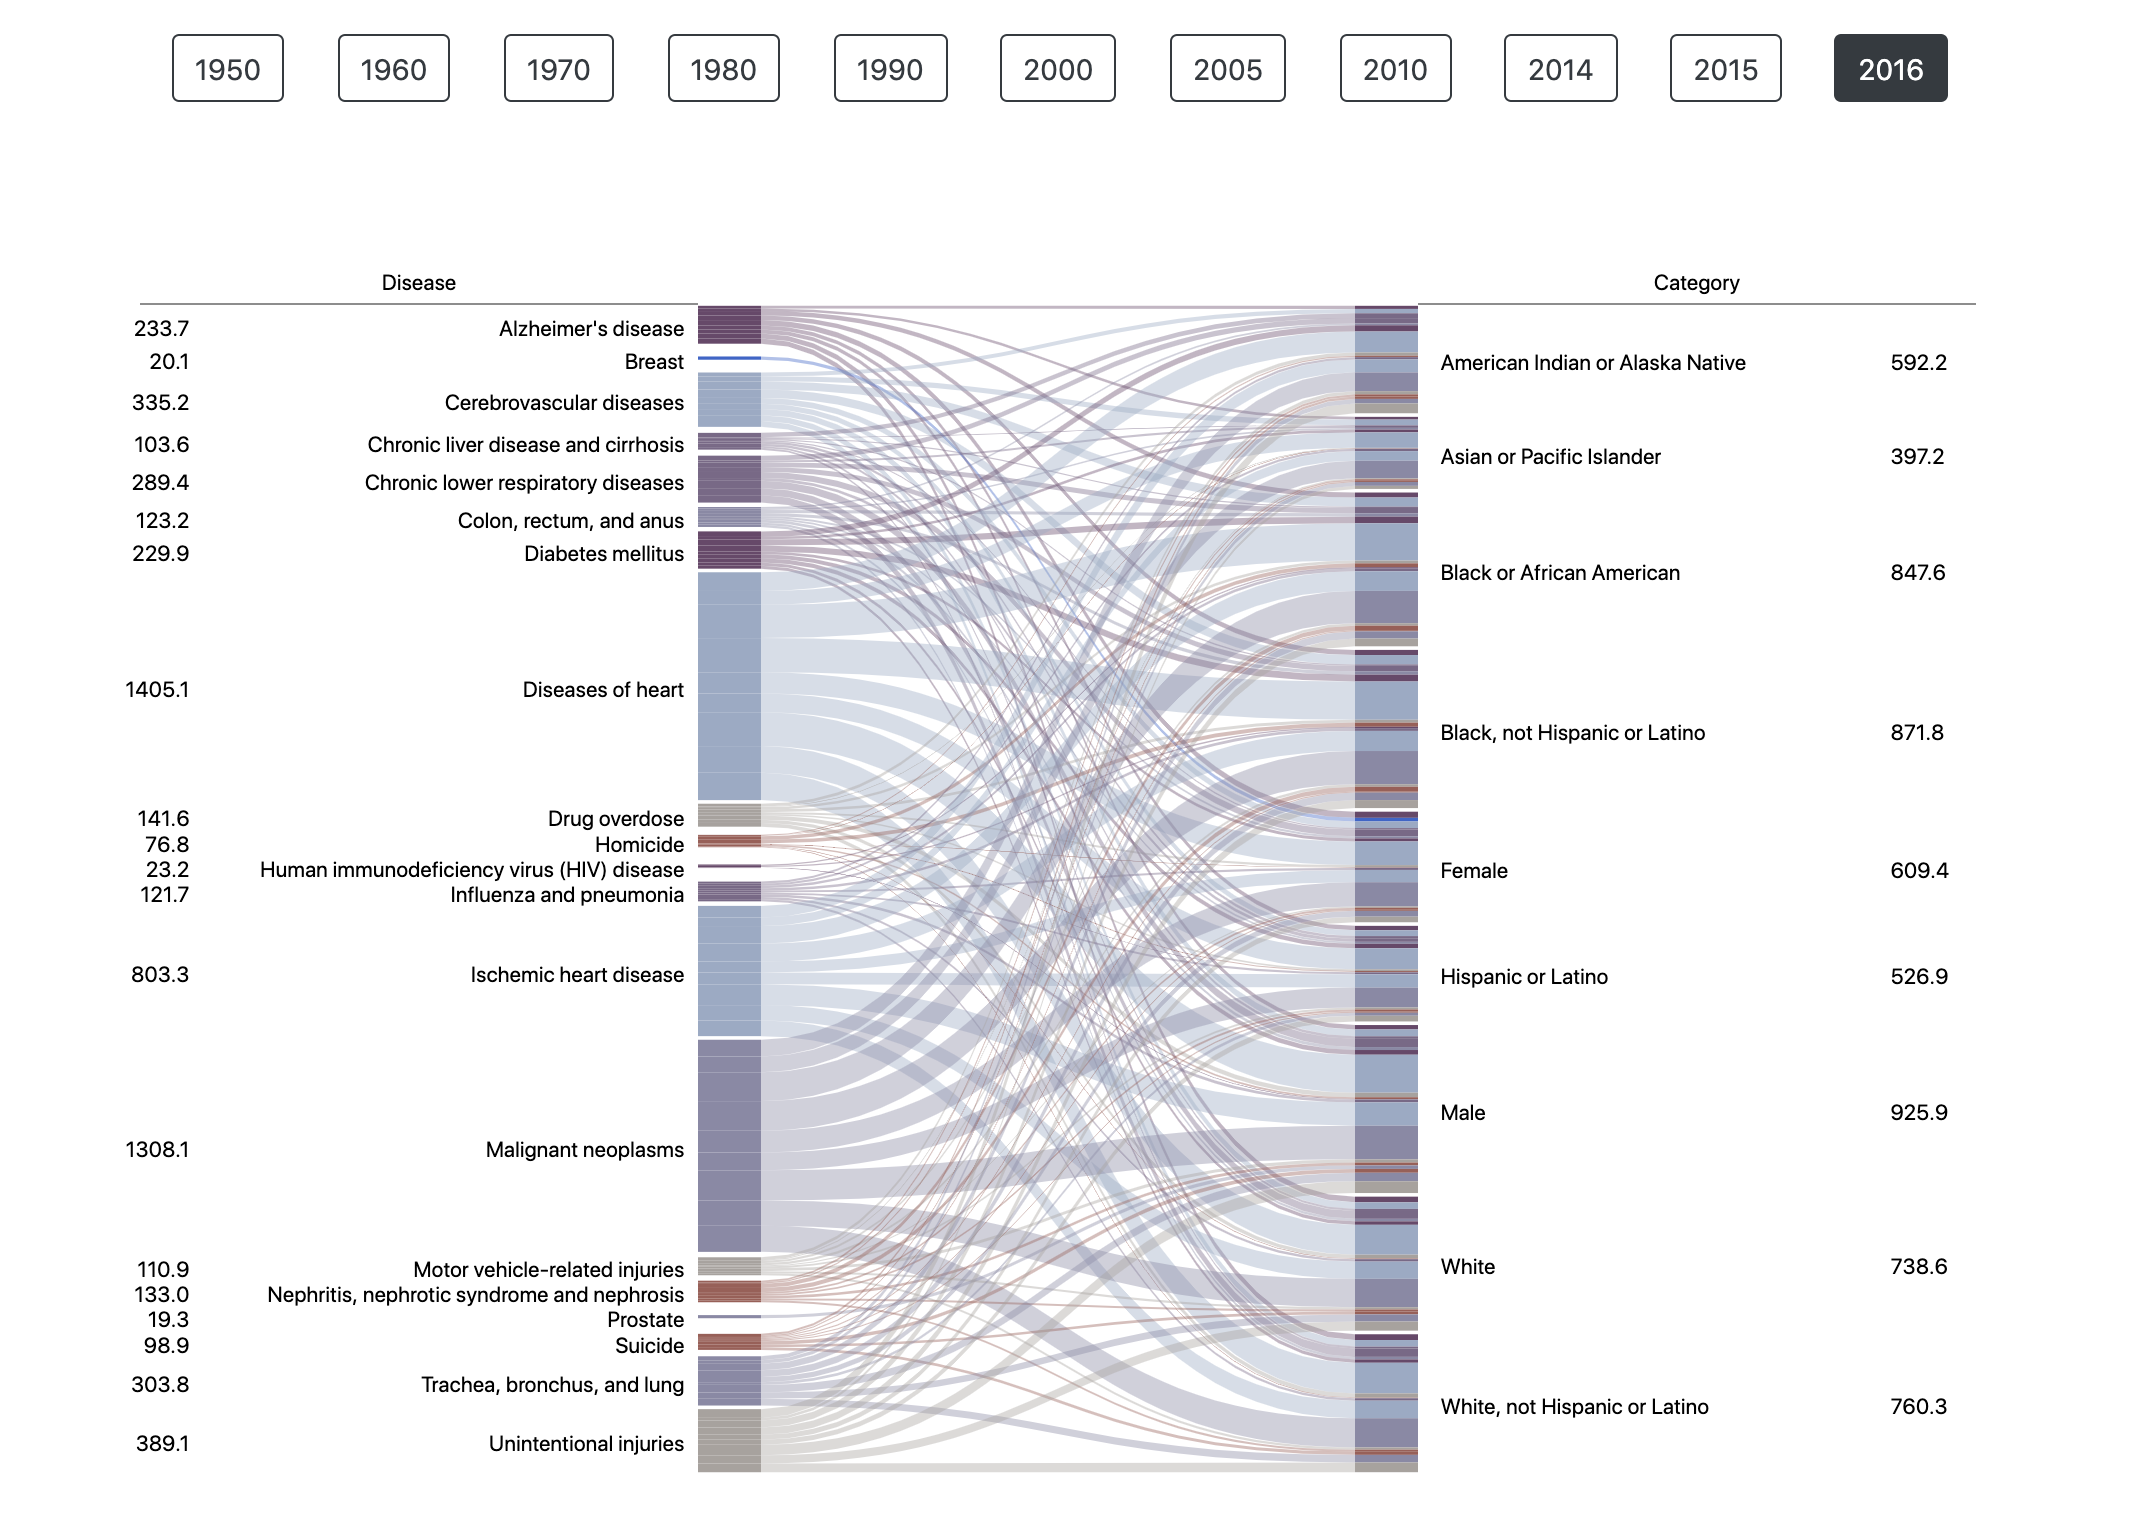 1950 1960 1970 1980 1990 2000 2005 2010 2014 2015 2016
Disease Category
233.7 Alzheimer's disease
20.1 Breast
335.2 Cerebrovascular diseases
103.6 Chronic liver disease and cirrhosis
289.4 Chronic lower respiratory diseases
123.2 Colon, rectum, and anus
229.9 Diabetes mellitus
1405.1 Diseases of heart
141.6 Drug overdose
76.8 Homicide
23.2 Human immunodeficiency virus (HIV) disease
121.7 Influenza and pneumonia
803.3 Ischemic heart disease
1308.1 Malignant neoplasms
110.9 Motor vehicle-related injuries
133.0 Nephritis, nephrotic syndrome and nephrosis
19.3 Prostate
98.9 Suicide
303.8 Trachea, bronchus, and lung
389.1 Unintentional injuries
American Indian or Alaska Native 592.2
Asian or Pacific Islander 397.2
Black or African American 847.6
Black, not Hispanic or Latino 871.8
Female 609.4
Hispanic or Latino 526.9
Male 925.9
White 738.6
White, not Hispanic or Latino 760.3